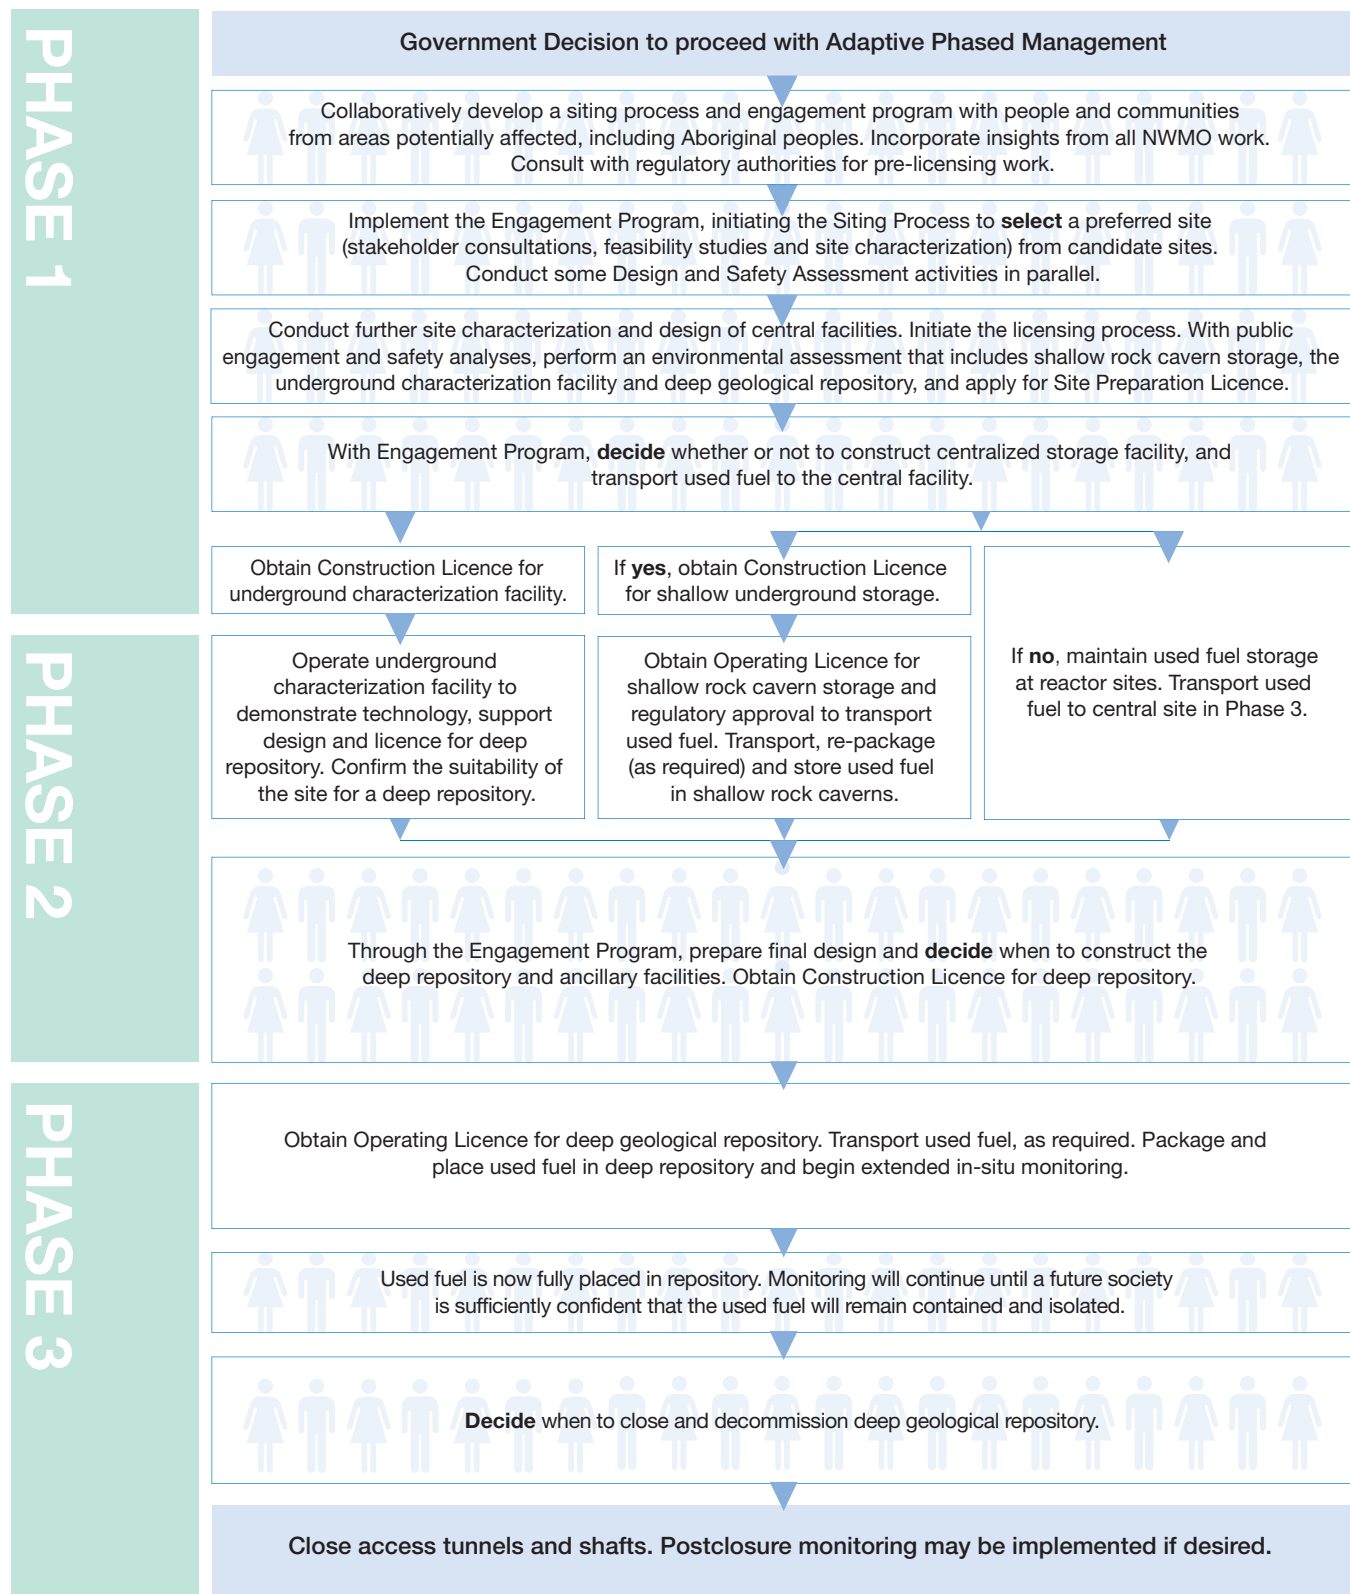 PHASE 1
Government Decision to proceed with Adaptive Phased Management
Collaboratively develop a siting process and engagement program with people and communities
from areas potentially affected, including Aboriginal peoples. Incorporate insights from all NWMO work.
Consult with regulatory authorities for pre-licensing work.
Implement the Engagement Program, initiating the Siting Process to select a preferred site
(stakeholder consultations, feasibility studies and site characterization) from candidate sites.
Conduct some Design and Safety Assessment activities in parallel.
Conduct further site characterization and design of central facilities. Initiate the licensing process. With public
engagement and safety analyses, perform an environmental assessment that includes shallow rock cavern storage, the
underground characterization facility and deep geological repository, and apply for Site Preparation Licence.
With Engagement Program, decide whether or not to construct centralized storage facility, and
transport used fuel to the central facility.
Obtain Construction Licence for
underground characterization facility.
If yes, obtain Construction Licence
for shallow underground storage.
PHASE 2
Operate underground
characterization facility to
demonstrate technology, support
design and licence for deep
repository. Confirm the suitability of
the site for a deep repository.
Obtain Operating Licence for
shallow rock cavern storage and
regulatory approval to transport
used fuel. Transport, re-package
(as required) and store used fuel
in shallow rock caverns.
If no, maintain used fuel storage
at reactor sites. Transport used
fuel to central site in Phase 3.
Through the Engagement Program, prepare final design and decide when to construct the
deep repository and ancillary facilities. Obtain Construction Licence for deep repository.
PHASE 3
Obtain Operating Licence for deep geological repository. Transport used fuel, as required. Package and
place used fuel in deep repository and begin extended in-situ monitoring.
Used fuel is now fully placed in repository. Monitoring will continue until a future society
is sufficiently confident that the used fuel will remain contained and isolated.
Decide when to close and decommission deep geological repository.
Close access tunnels and shafts. Postclosure monitoring may be implemented if desired.